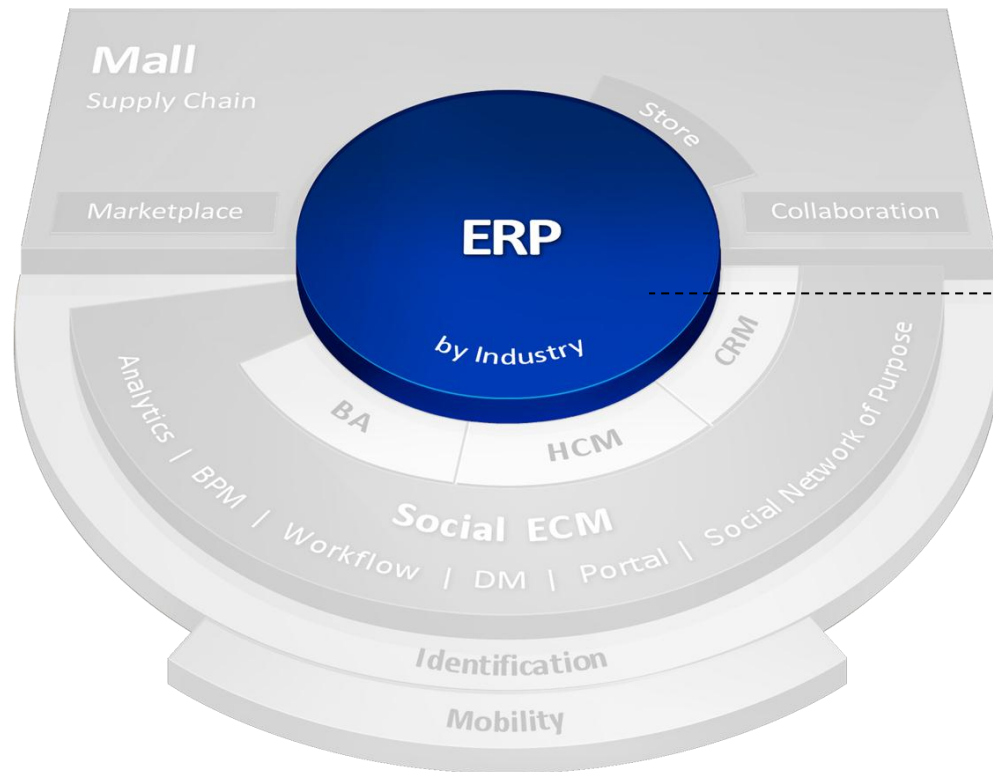 Mall
Supply Chain
Store
Marketplace
Collaboration
ERP
by Industry
BA
HCM
CRM
Social ECM
Analytics | BPM | Workflow | DM | Portal | Social Network of Purpose
Identification
Mobility